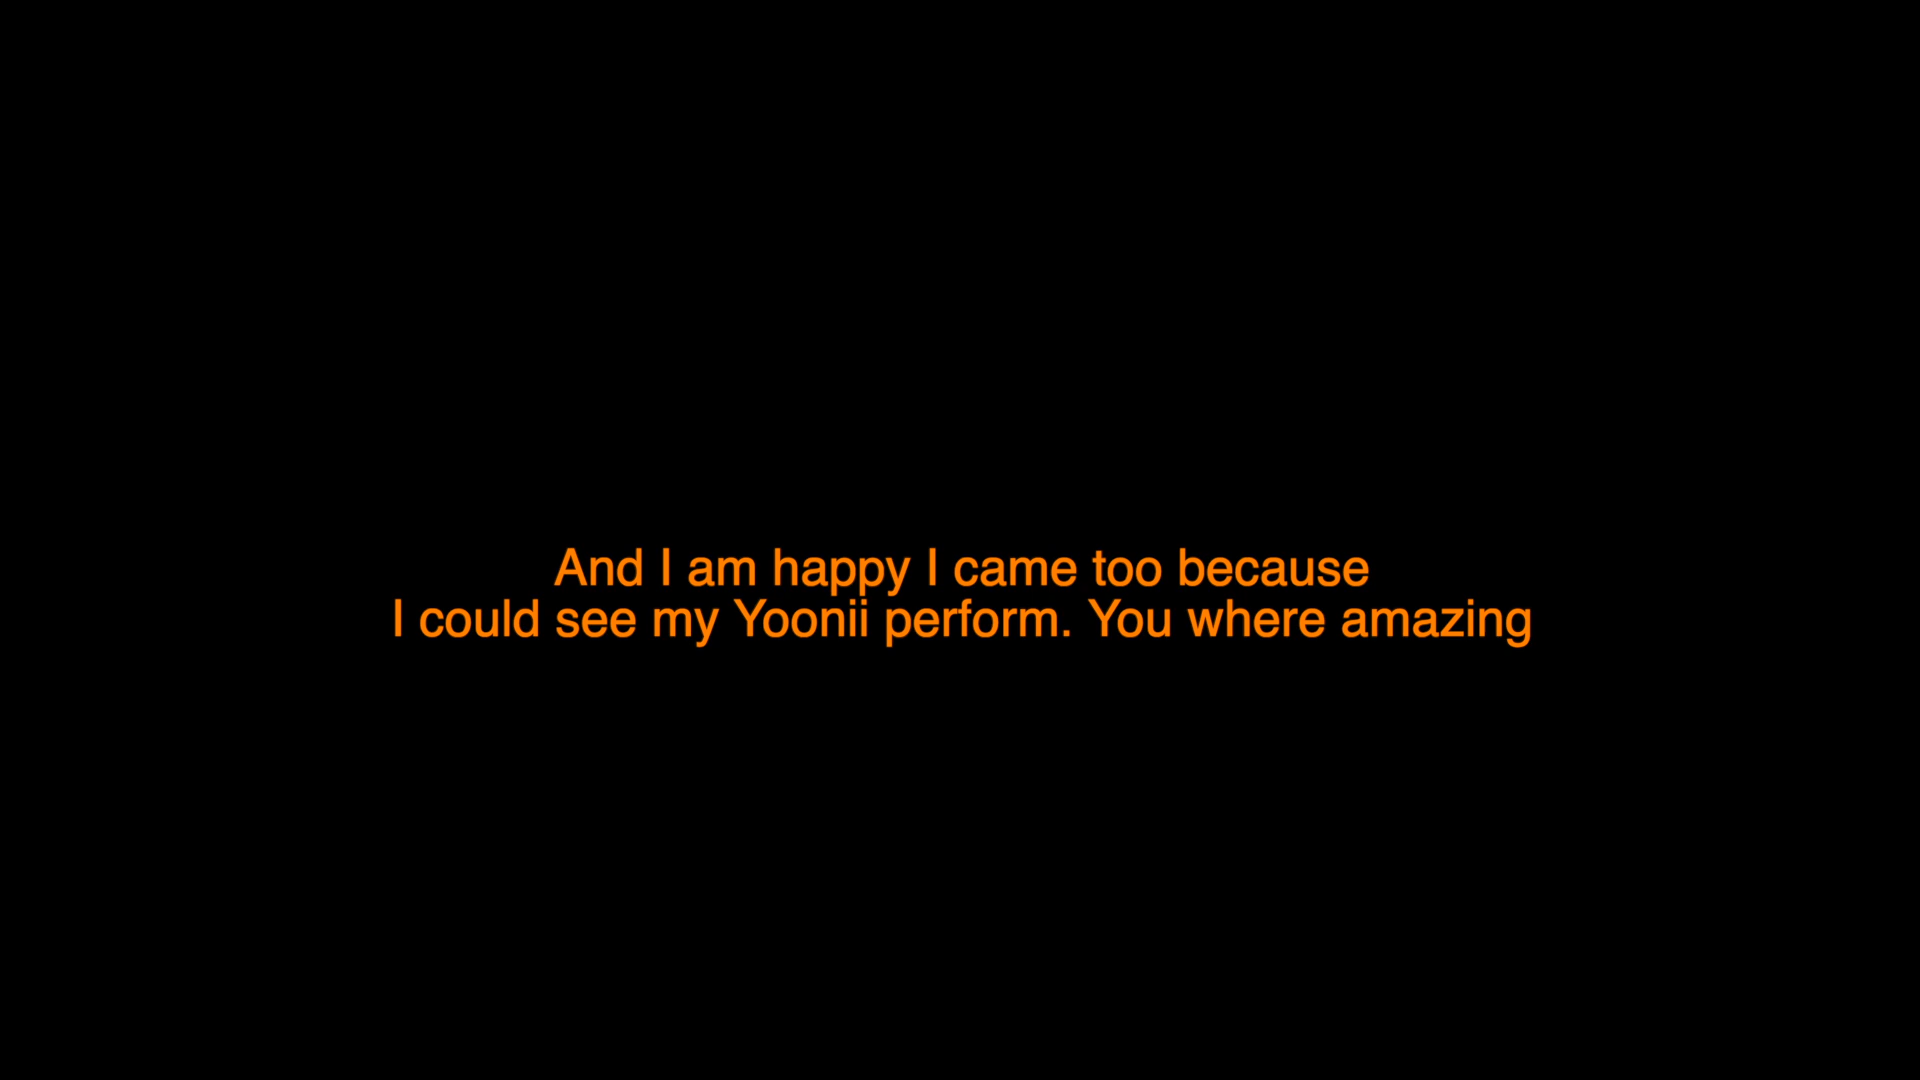 And I am happy I came too because
I could see my Yoonii perform. You where amazing